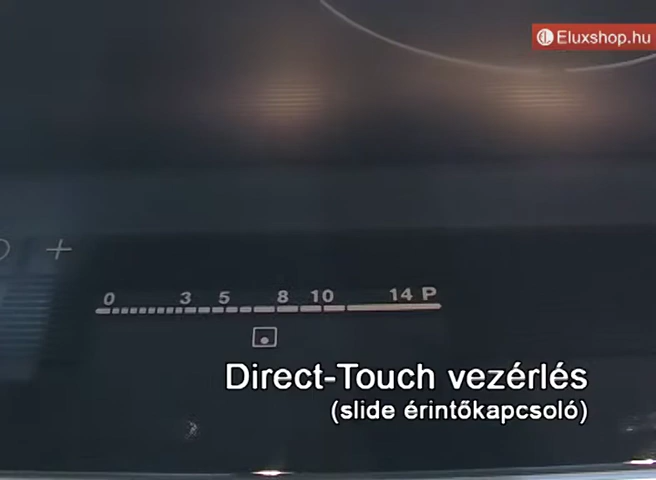 Eluxshop.hu
+
0 3 5 8 10 14 P
Direct-Touch vezérlés
(slide érintőkapcsoló)